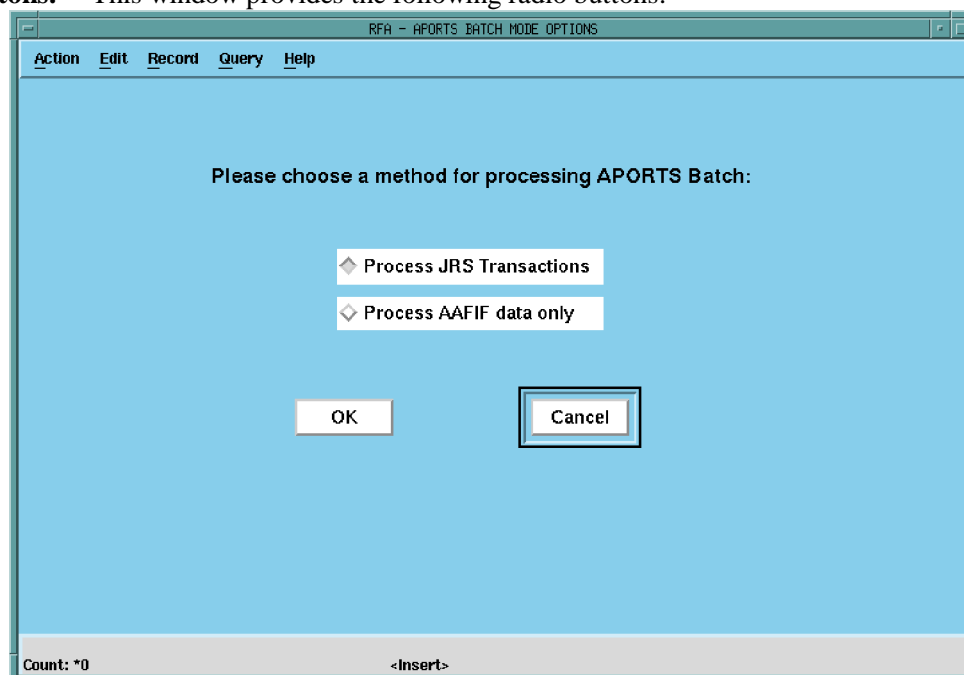 tons. This window provides the following radio buttons:
RFA - APORTS BATCH MODE OPTIONS
Action Edit Record Query Help
Please choose a method for processing APORTS Batch:
Process JRS Transactions
Process AAFIF data only
OK Cancel
Count: *0 <Insert>